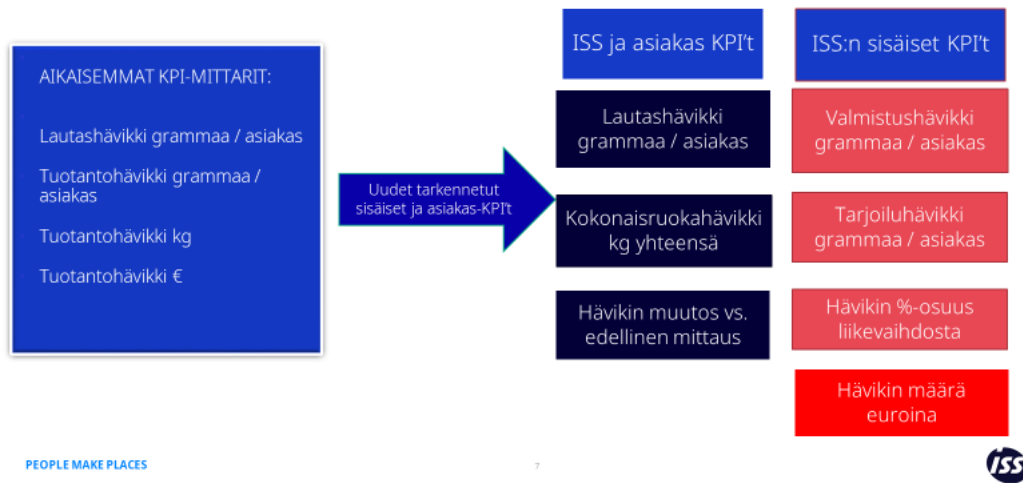 AIKAISEMMAT KPI-MITTARIT:
Lautashävikki grammaa / asiakas
Tuotantohävikki grammaa /
asiakas
Tuotantohävikki kg
Tuotantohävikki €
Uudet tarkennetut
sisäiset ja asiakas-KPI't
ISS ja asiakas KPI't
Lautashävikki
grammaa / asiakas
Kokonaisruokahävikki
kg yhteensä
Hävikin muutos vs.
edellinen mittaus
ISS:n sisäiset KPI't
Valmistushävikki
grammaa / asiakas
Tarjoiluhävikki
grammaa / asiakas
Hävikin %-osuus
liikevaihdosta
Hävikin määrä
euroina
PEOPLE MAKE PLACES
7
ISS